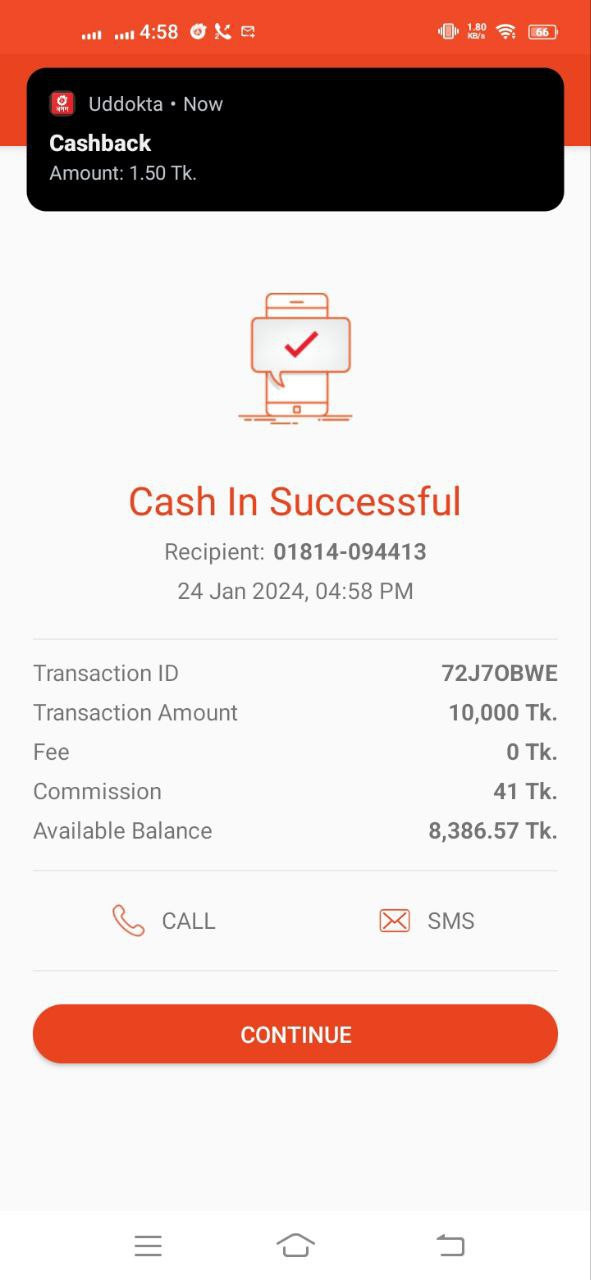 4:58
1.80
KB/s
66
Uddokta • Now
Cashback
Amount: 1.50 Tk.
Cash In Successful
Recipient: 01814-094413
24 Jan 2024, 04:58 PM
Transaction ID 72J7OBWE
Transaction Amount 10,000 Tk.
Fee 0 Tk.
Commission 41 Tk.
Available Balance 8,386.57 Tk.
CALL SMS
CONTINUE